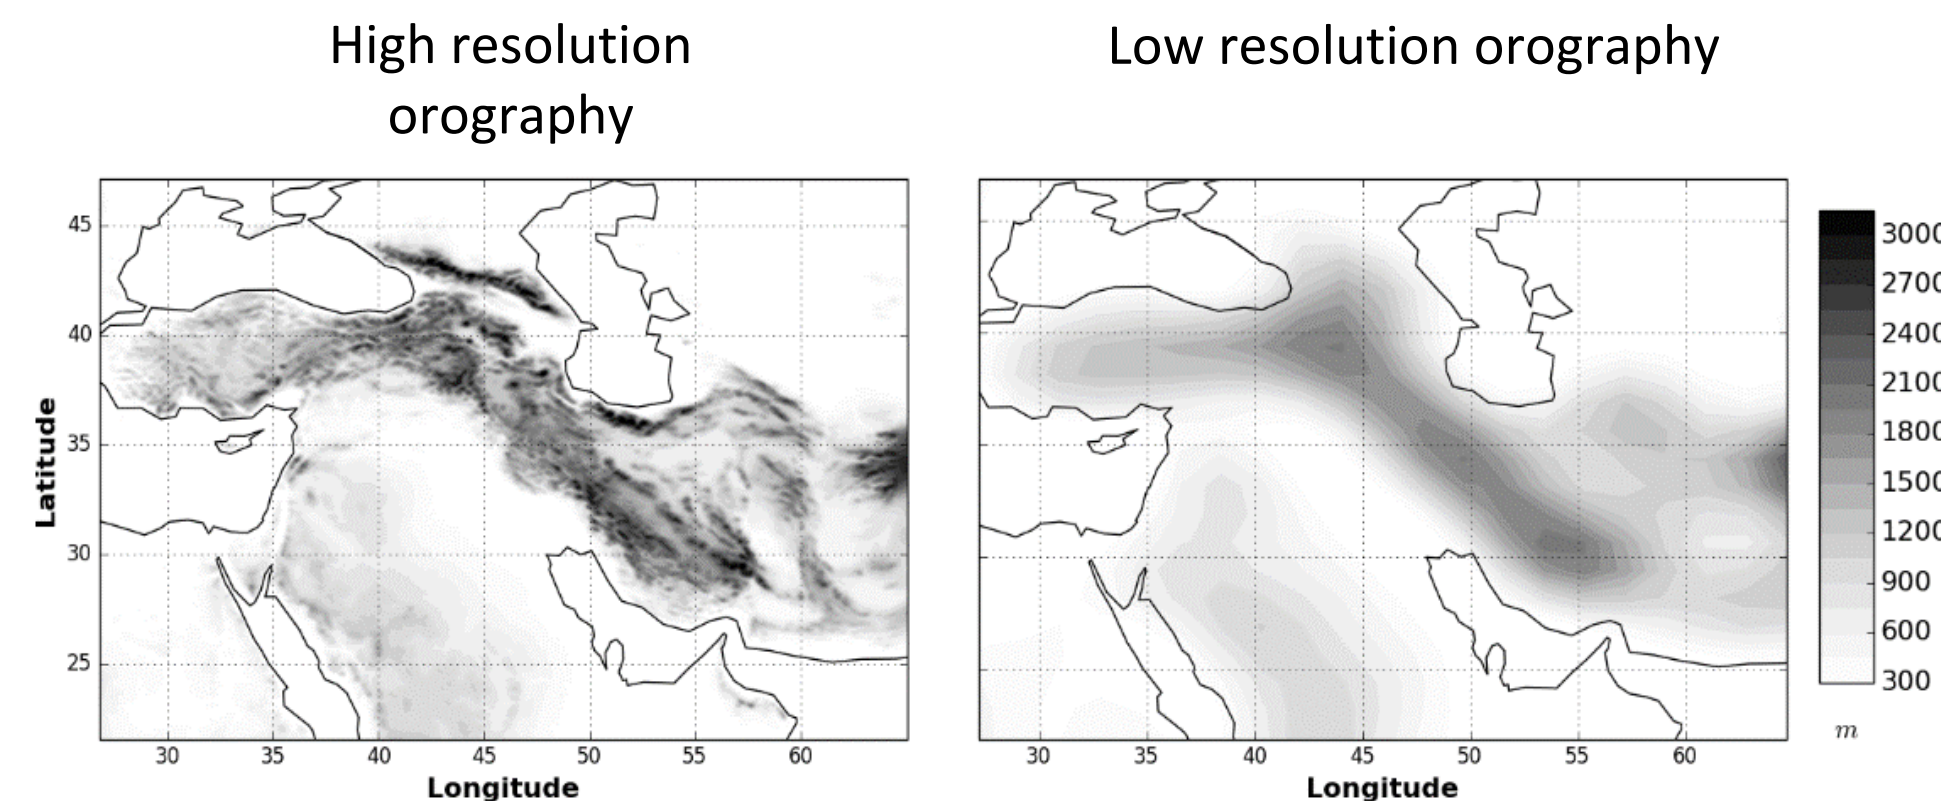 High resolution
orography
Low resolution orography
45
40
35
30
25
Latitude
30 35 40 45 50 55 60
Longitude
30 35 40 45 50 55 60
Longitude
3000
2700
2400
2100
1800
1500
1200
900
600
300
m